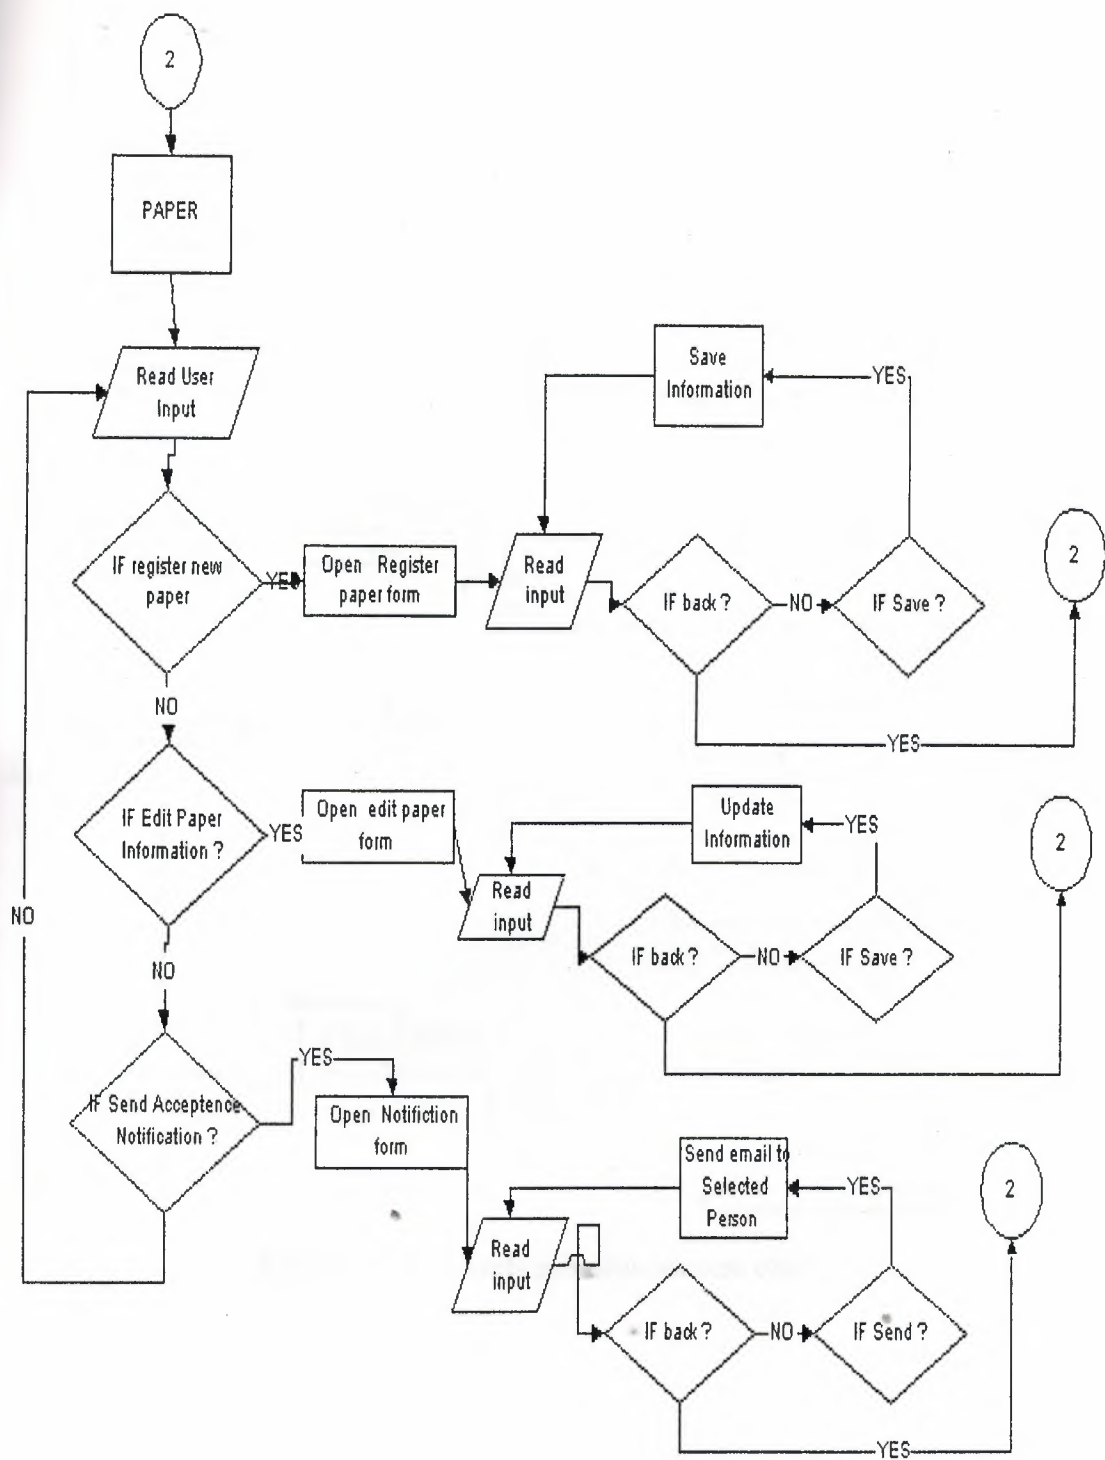 2
PAPER
Read User
Input
Save
Information
YES
IF register new
paper
YES
Open Register
paper form
Read
input
IF back ?
NO
IF Save ?
2
NO
YES
IF Edit Paper
Information ?
YES
Open edit paper
form
Update
Information
YES
2
Read
input
NO
IF back ?
NO
IF Save ?
NO
YES
IF Send Acceptence
Notification ?
Open Notifiction
form
Send email to
Selected
Person
YES
2
Read
input
IF back ?
NO
IF Send ?
YES